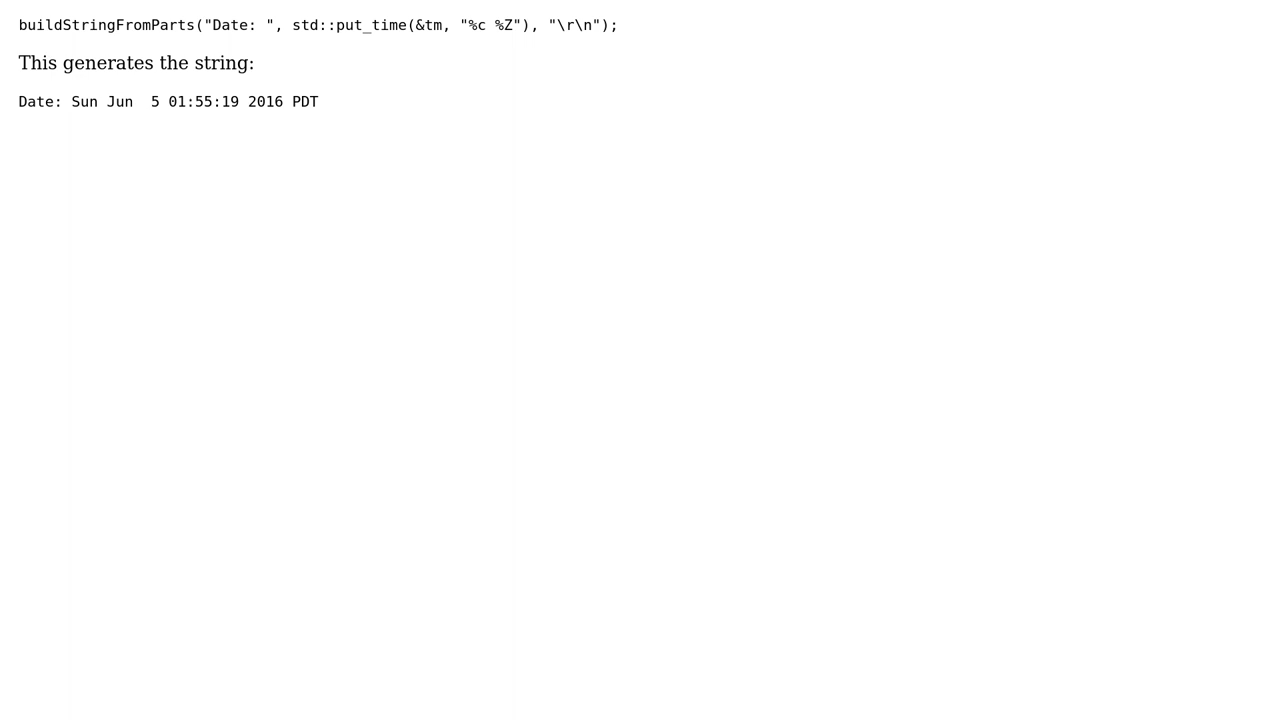 buildStringFromParts("Date: ", std::put_time(&tm, "%c %Z"), "\r\n");
This generates the string:
Date: Sun Jun  5 01:55:19 2016 PDT